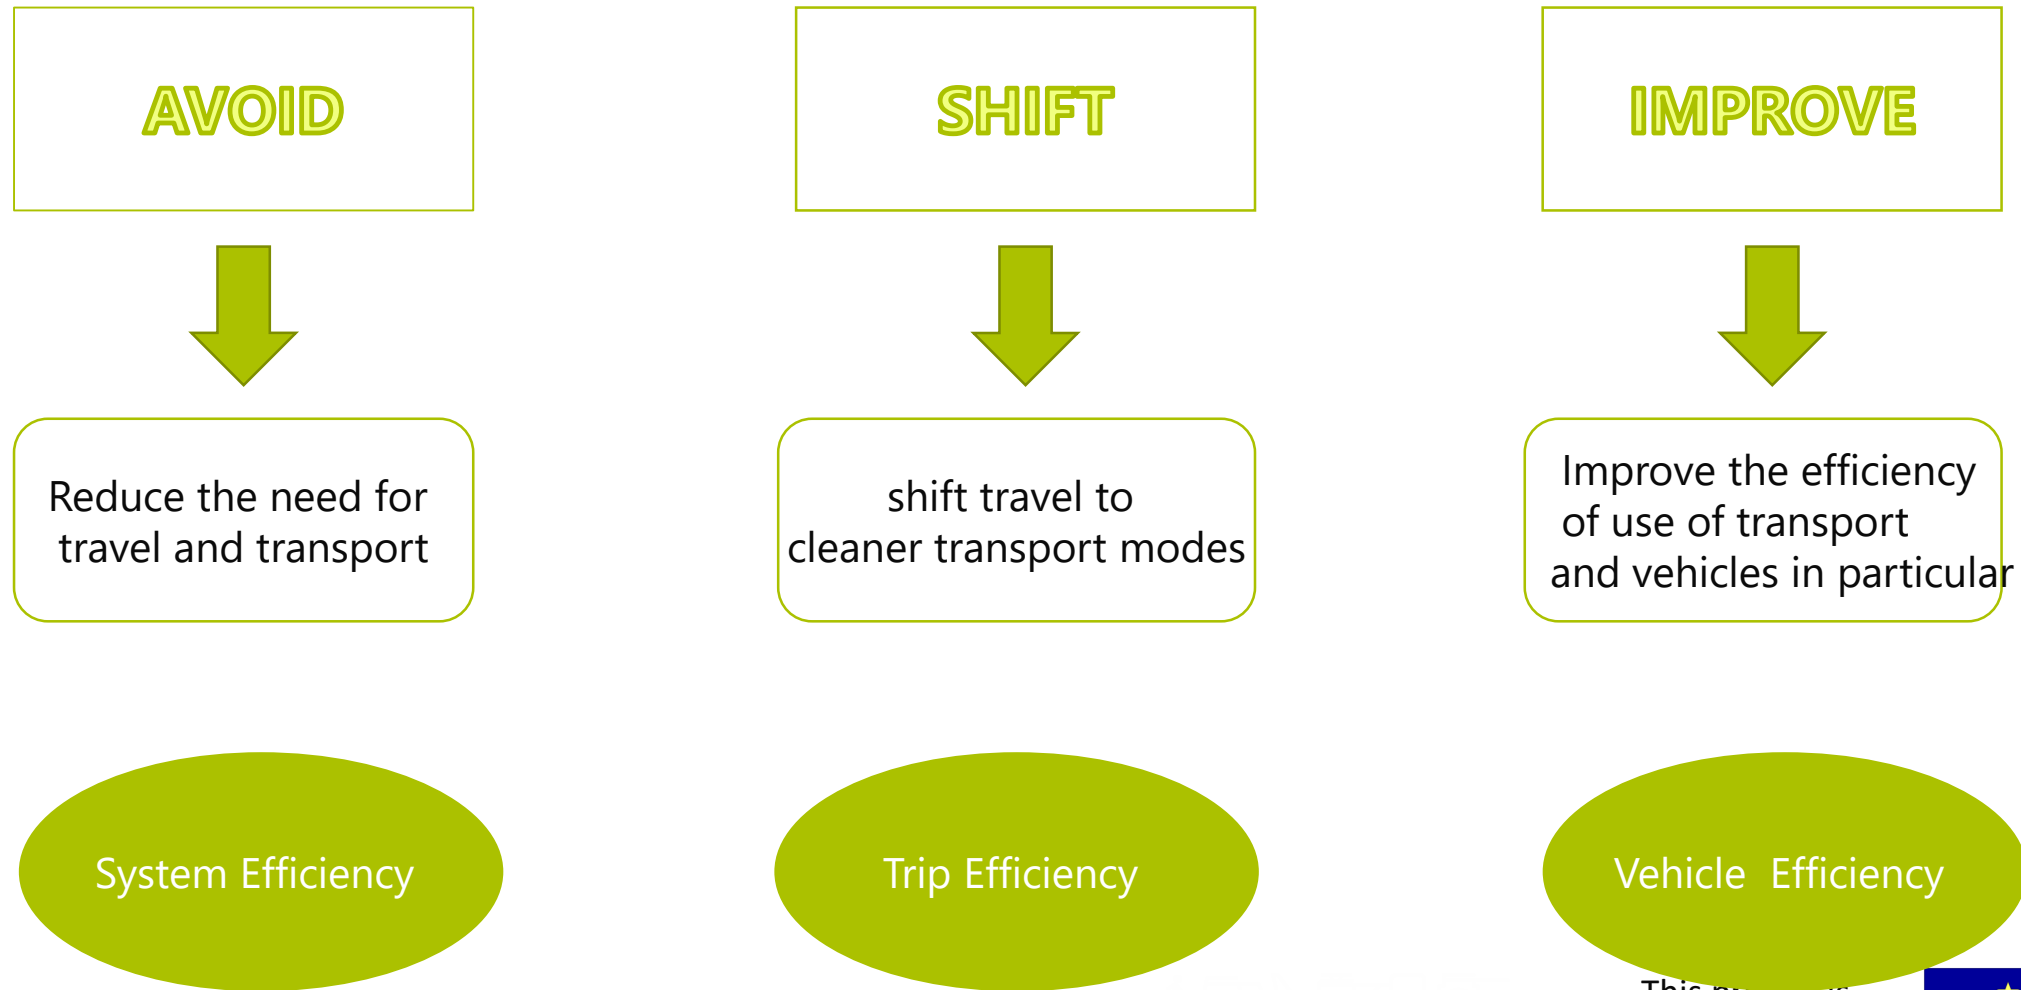 AVOID
SHIFT
IMPROVE
Reduce the need for
travel and transport
shift travel to
cleaner transport modes
Improve the efficiency
of use of transport
and vehicles in particular
System Efficiency
Trip Efficiency
Vehicle  Efficiency
This